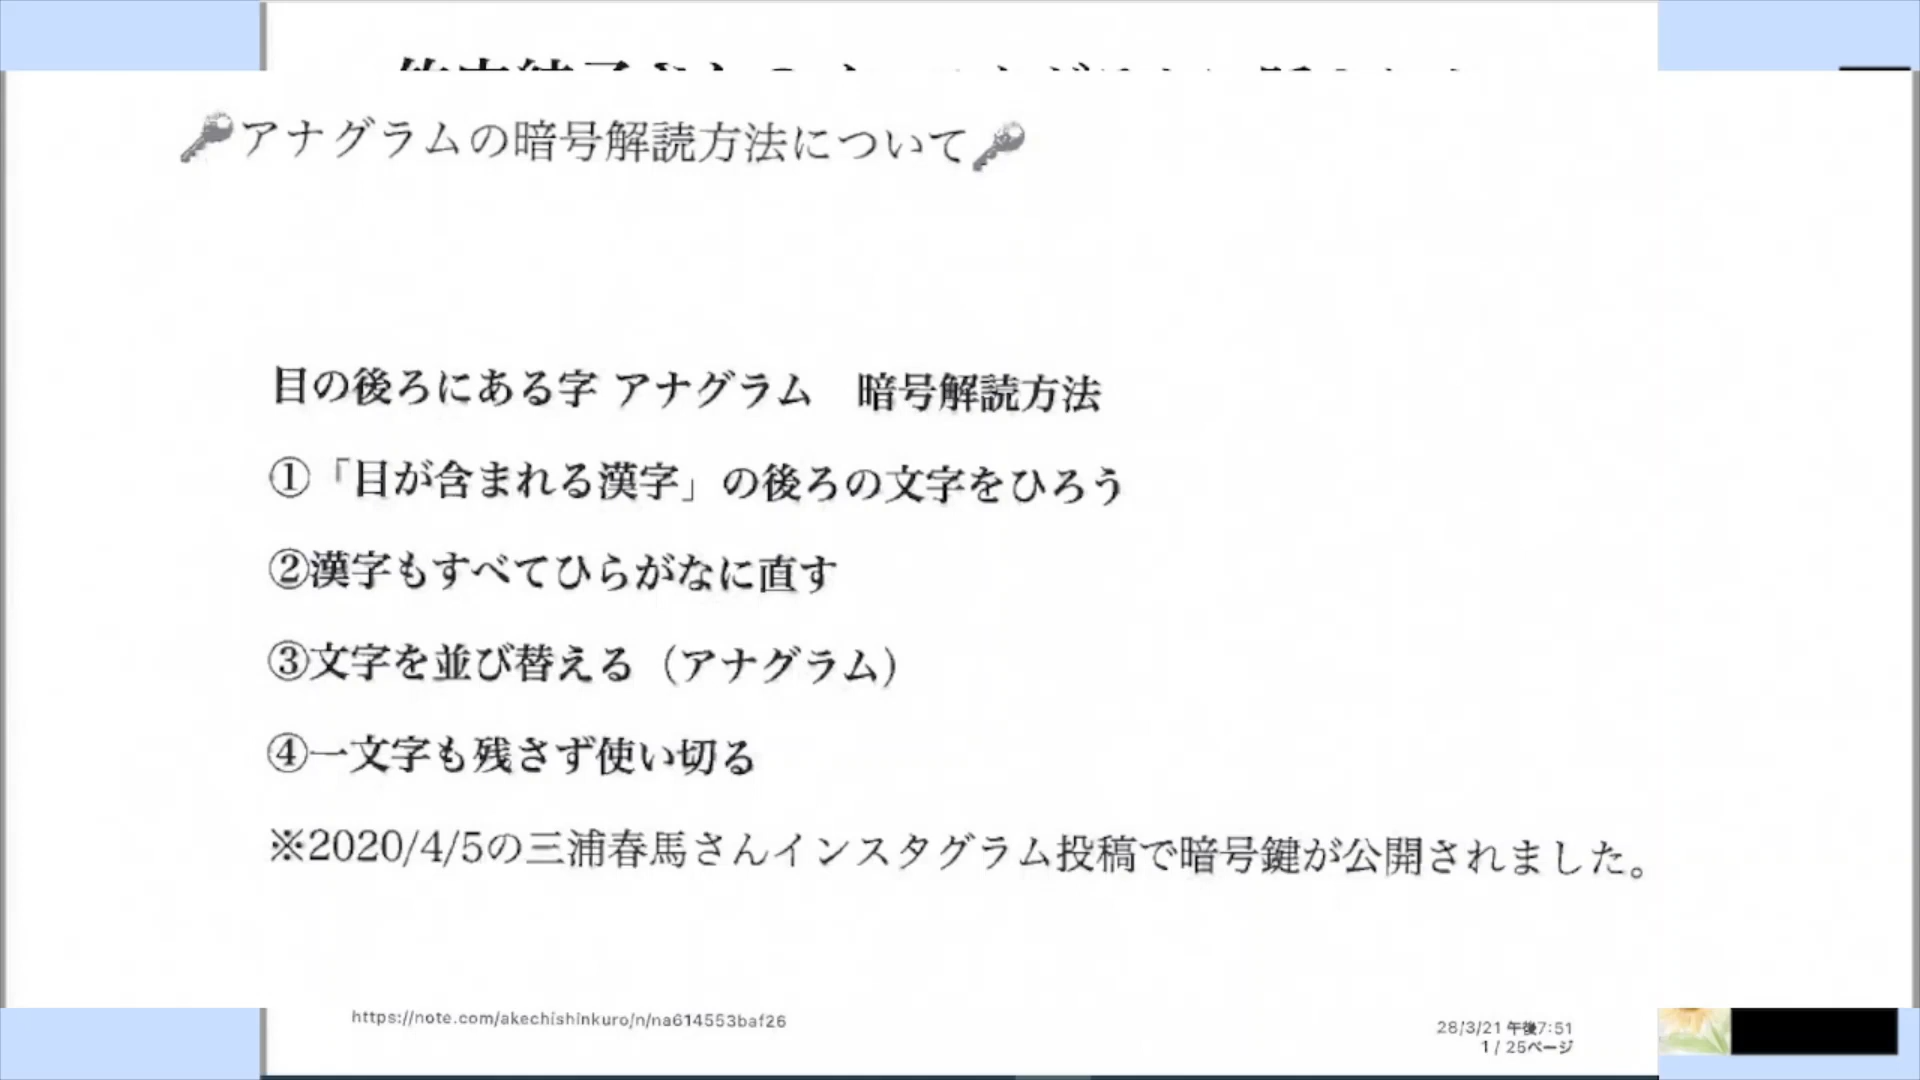 🔑アナグラムの暗号解読方法について🔑
目の後ろにある字 アナグラム　暗号解読方法
①「目が含まれる漢字」の後ろの文字をひろう
②漢字もすべてひらがなに直す
③文字を並び替える（アナグラム）
④一文字も残さず使い切る
※2020/4/5の三浦春馬さんインスタグラム投稿で暗号鍵が公開されました。
https://note.com/akechishinkuro/n/na614553baf26
28/3/21 午後7:51
1 / 25ページ